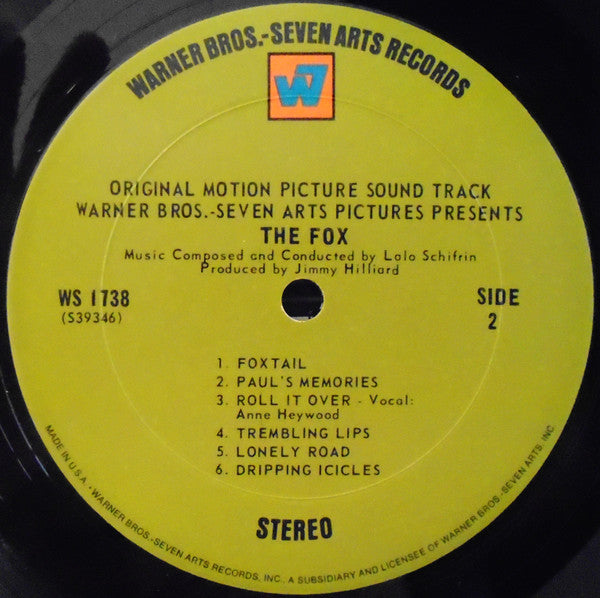 WARNER BROS.-SEVEN ARTS RECORDS
W7
ORIGINAL MOTION PICTURE SOUND TRACK
WARNER BROS.-SEVEN ARTS PICTURES PRESENTS
THE FOX
Music Composed and Conducted by Lalo Schifrin
Produced by Jimmy Hilliard
WS 1738
(S39346)
SIDE
2
1. FOXTAIL
2. PAUL'S MEMORIES
3. ROLL IT OVER - Vocal:
Anne Heywood
4. TREMBLING LIPS
5. LONELY ROAD
6. DRIPPING ICICLES
STEREO
MADE IN U.S.A. - WARNER BROS.-SEVEN ARTS RECORDS, INC., A SUBSIDIARY AND LICENSEE OF WARNER BROS.-SEVEN ARTS, INC.